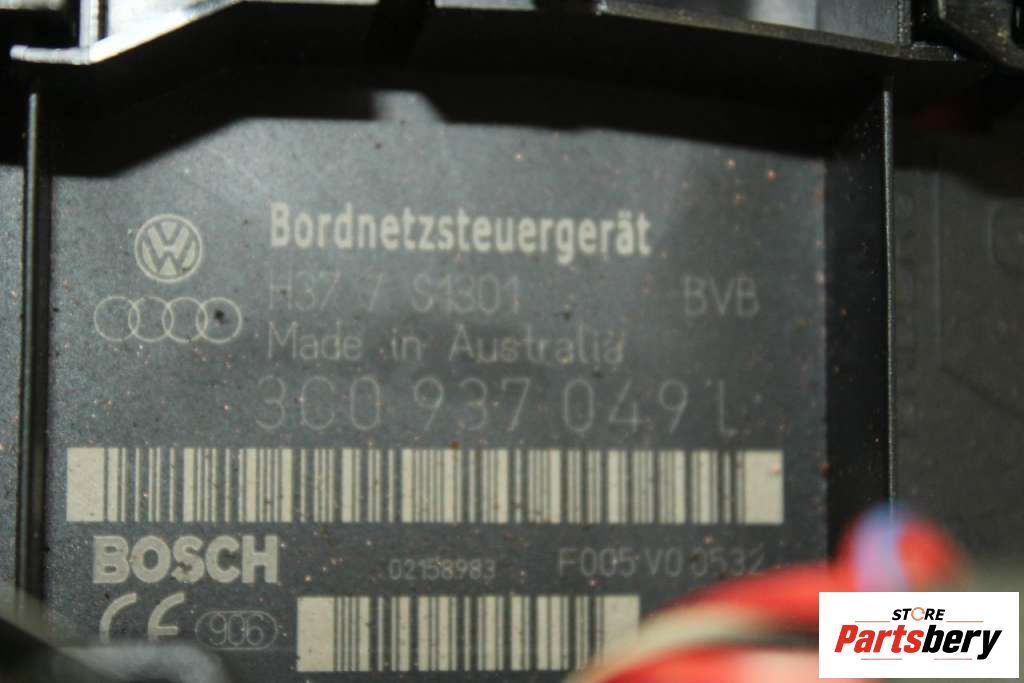 Bordnetzsteuergerät
H37 7 S1301 BVB
Made in Australia
3C0 937 049 L
BOSCH 02158983 F005 V0 0532
CE 906
STORE
Partsbery